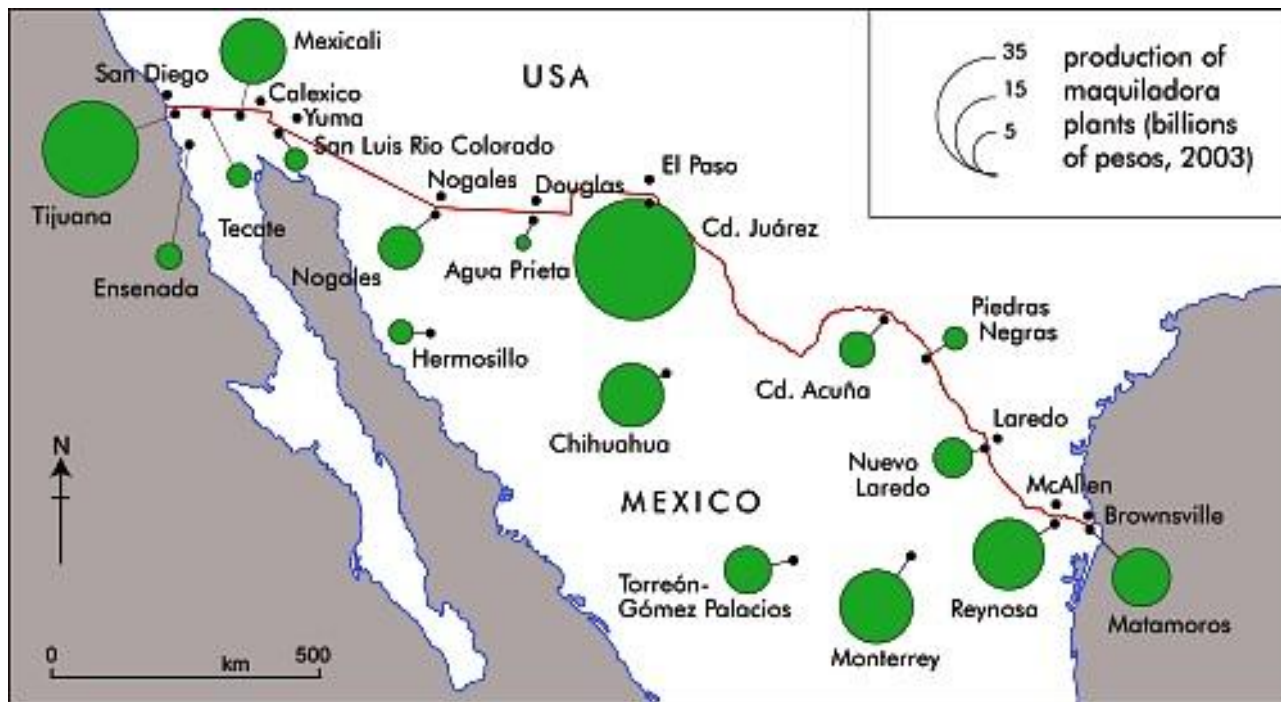 Mexicali
San Diego
USA
Calexico
Yuma
San Luis Rio Colorado
Tijuana
Tecate
Ensenada
Nogales
Nogales
Douglas
Agua Prieta
El Paso
Cd. Juárez
Hermosillo
Chihuahua
Cd. Acuña
Piedras
Negras
Laredo
Nuevo
Laredo
McAllen
Brownsville
MEXICO
Torreón-
Gómez Palacios
Monterrey
Reynosa
Matamoros
35
15
5
production of
maquiladora
plants (billions
of pesos, 2003)
N
0
km
500